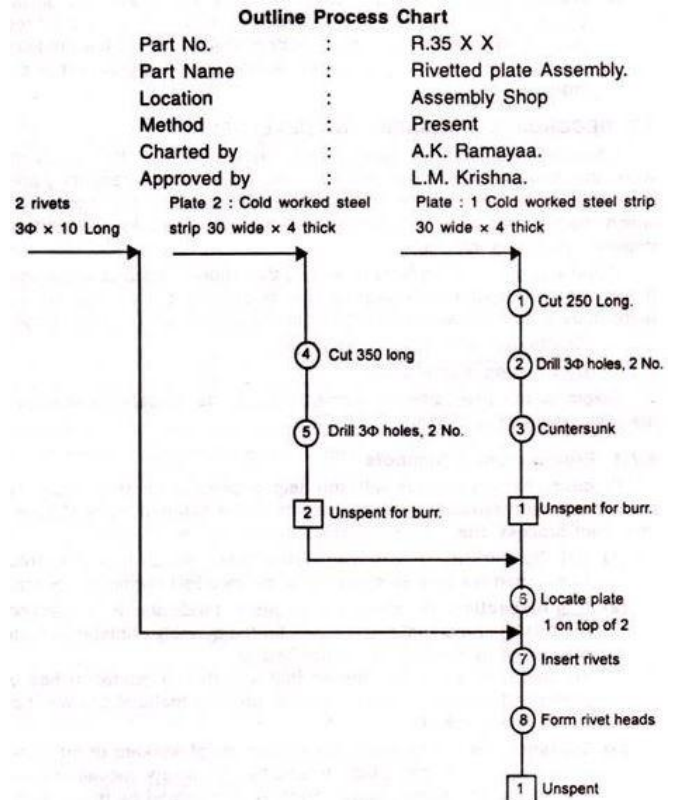 Outline Process Chart
Part No. : R.35 X X
Part Name : Rivetted plate Assembly.
Location : Assembly Shop
Method : Present
Charted by : A.K. Ramayaa.
Approved by : L.M. Krishna.
2 rivets
3Φ × 10 Long
Plate 2 : Cold worked steel
strip 30 wide × 4 thick
Plate : 1 Cold worked steel strip
30 wide × 4 thick
1 Cut 250 Long.
2 Drill 3Φ holes, 2 No.
3 Cuntersunk
1 Unspent for burr.
4 Cut 350 long
5 Drill 3Φ holes, 2 No.
2 Unspent for burr.
6 Locate plate
1 on top of 2
7 Insert rivets
8 Form rivet heads
1 Unspent